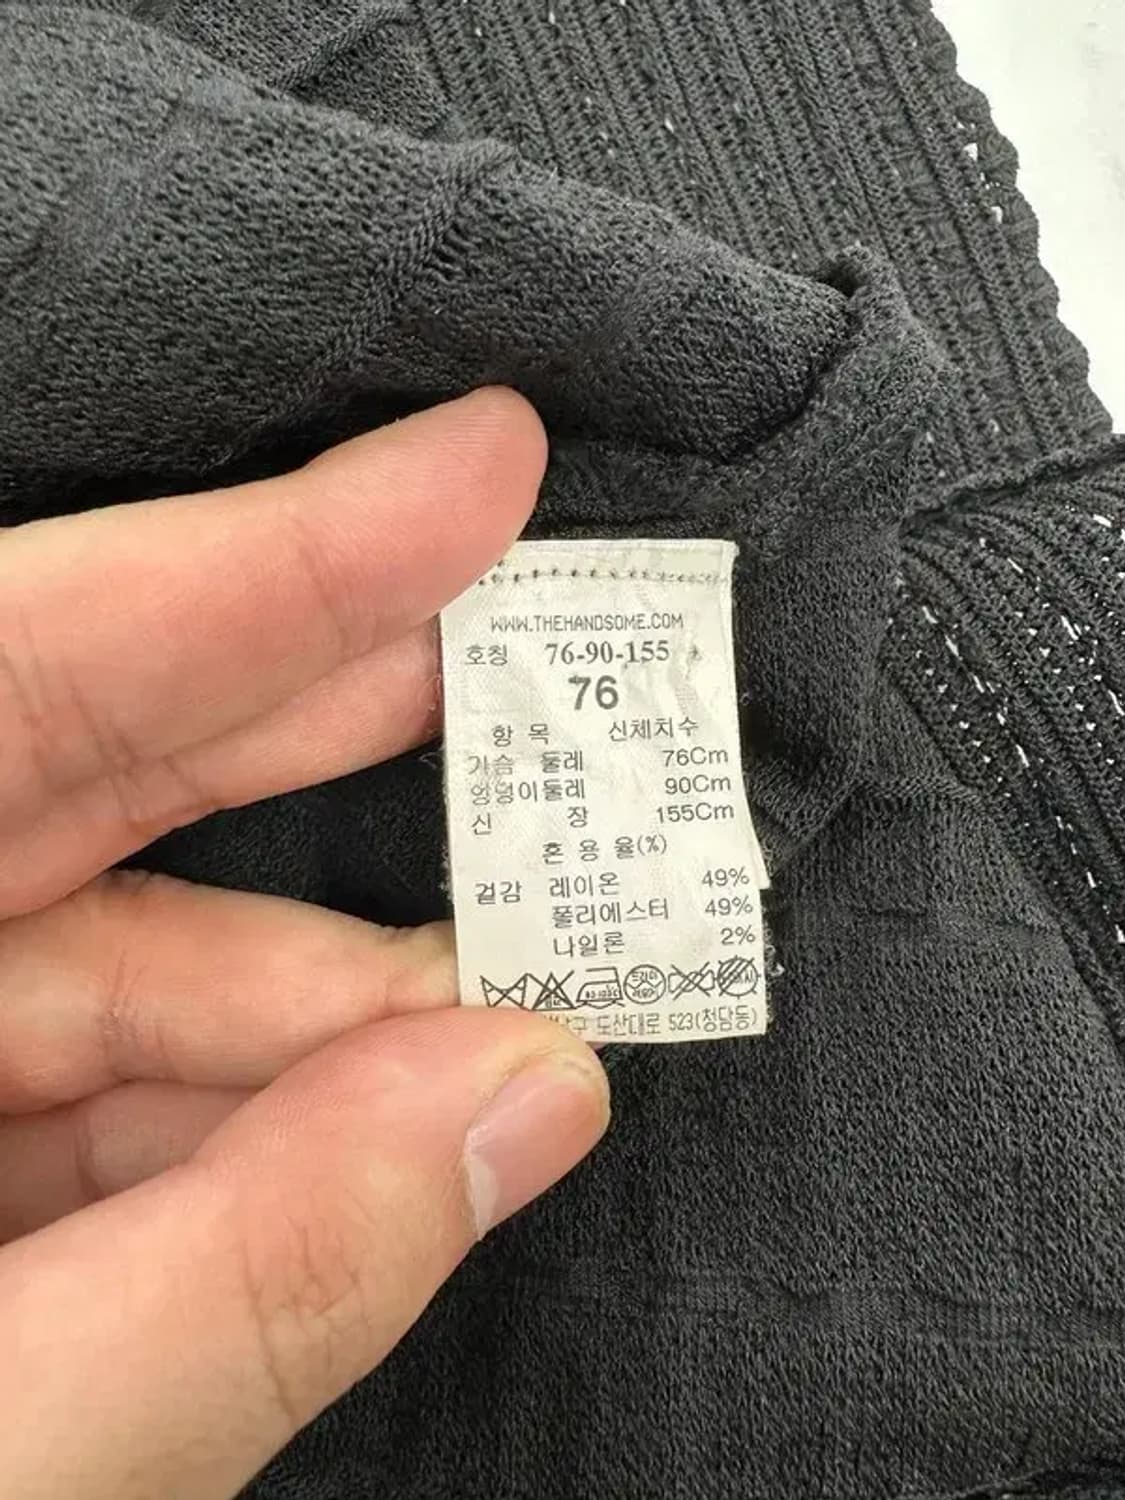 WWW.THEHANDSOME.COM
호칭 76-90-155
76
항 목 신체치수
가슴 둘레 76Cm
엉덩이둘레 90Cm
신 장 155Cm
혼 용 율(%)
겉감 레이온 49%
폴리에스터 49%
나일론 2%
도산대로 523(청담동)